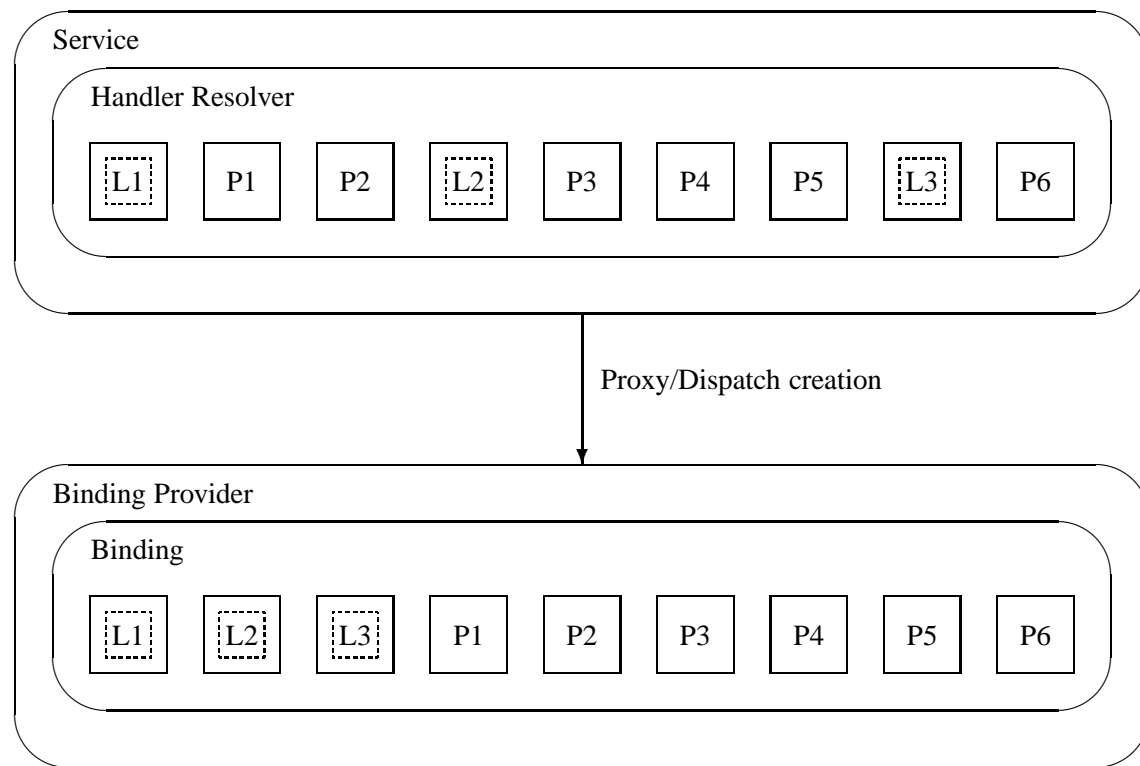 Service
Handler Resolver
L1 P1 P2 L2 P3 P4 P5 L3 P6
Proxy/Dispatch creation
Binding Provider
Binding
L1 L2 L3 P1 P2 P3 P4 P5 P6